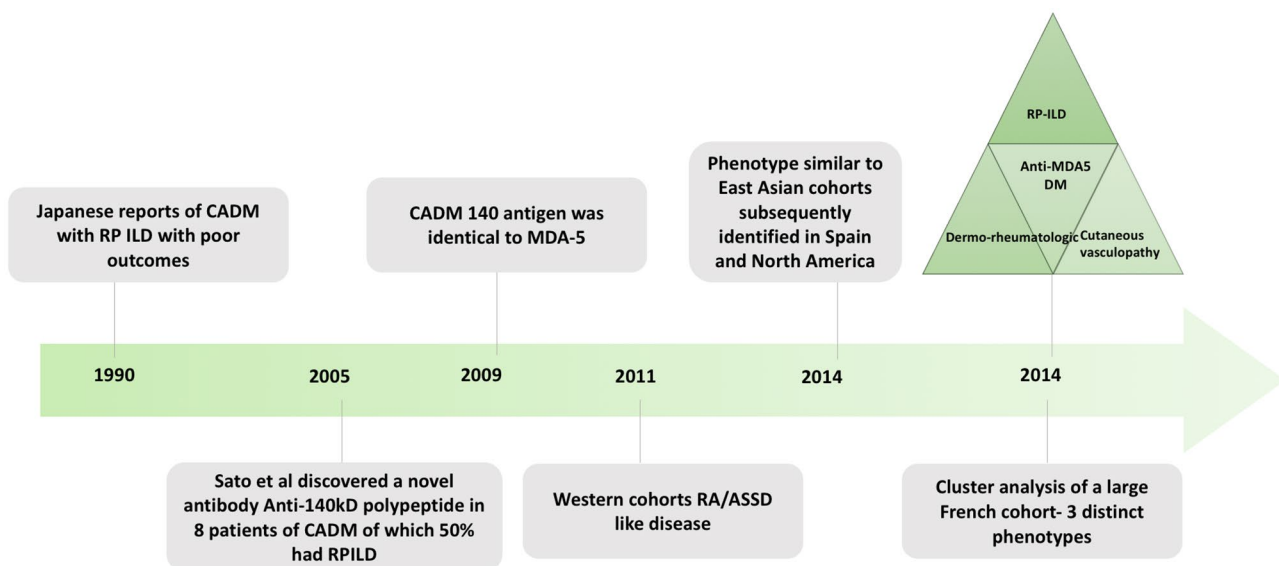 RP-ILD
Anti-MDA5
DM
Dermo-rheumatologic
Cutaneous
vasculopathy
Japanese reports of CADM
with RP ILD with poor
outcomes
CADM 140 antigen was
identical to MDA-5
Phenotype similar to
East Asian cohorts
subsequently
identified in Spain
and North America
1990
2005
2009
2011
2014
2014
Sato et al discovered a novel
antibody Anti-140kD polypeptide in
8 patients of CADM of which 50%
had RPILD
Western cohorts RA/ASSD
like disease
Cluster analysis of a large
French cohort- 3 distinct
phenotypes